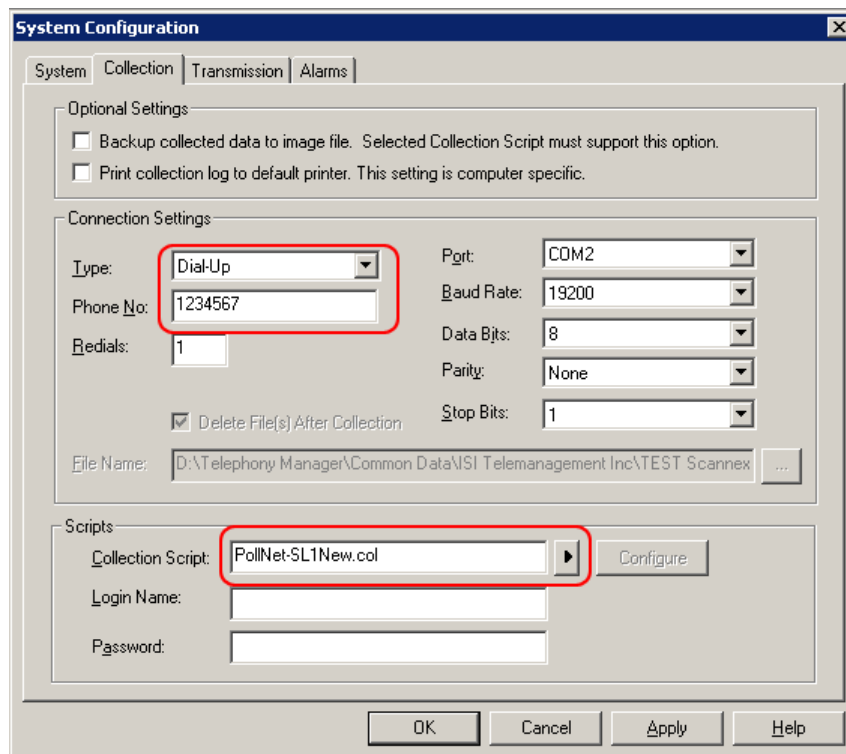 System Configuration
System Collection Transmission Alarms
Optional Settings
Backup collected data to image file. Selected Collection Script must support this option.
Print collection log to default printer. This setting is computer specific.
Connection Settings
Type: Dial-Up
Port: COM2
Phone No: 1234567
Baud Rate: 19200
Redials: 1
Data Bits: 8
Parity: None
Delete File(s) After Collection
Stop Bits: 1
File Name: D:\Telephony Manager\Common Data\ISI Telemanagement Inc\TEST Scannex ...
Scripts
Collection Script: PollNet-SL1New.col Configure
Login Name:
Password:
OK Cancel Apply Help